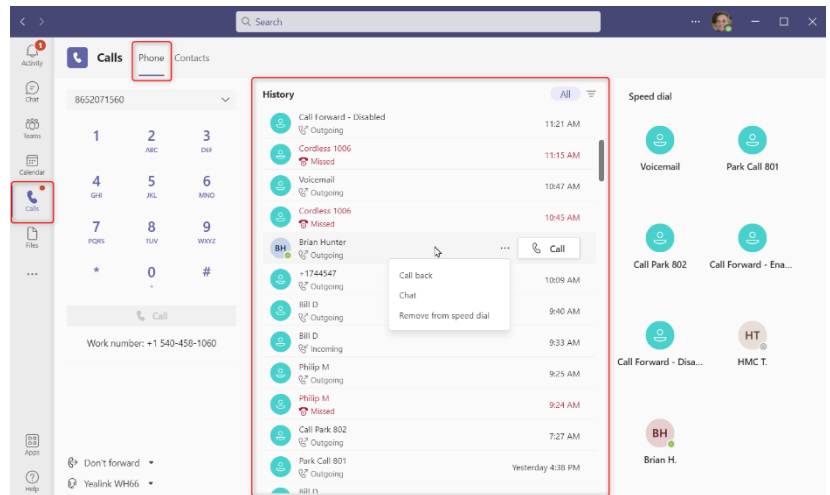 Search
Activity
Chat
Teams
Calendar
Calls
Files
Apps
Help
1
Calls
Phone
Contacts
8652071560
1
2
ABC
3
DEF
4
GHI
5
JKL
6
MNO
7
PQRS
8
TUV
9
WXYZ
*
0
+
#
Call
Work number: +1 540-458-1060
Don't forward
Yealink WH66
History
All
Call Forward - Disabled
Outgoing
11:21 AM
Cordless 1006
Missed
11:15 AM
Voicemail
Outgoing
10:47 AM
Cordless 1006
Missed
10:45 AM
BH
Brian Hunter
Outgoing
... Call
Call back
Chat
Remove from speed dial
+1744547
Outgoing
10:09 AM
Bill D
Outgoing
9:40 AM
Bill D
Incoming
9:33 AM
Philip M
Outgoing
9:25 AM
Philip M
Missed
9:24 AM
Call Park 802
Outgoing
7:27 AM
Park Call 801
Outgoing
Yesterday 4:38 PM
Bill D
Speed dial
Voicemail
Park Call 801
Call Park 802
Call Forward - Ena...
Call Forward - Disa...
HT
HMC T.
BH
Brian H.